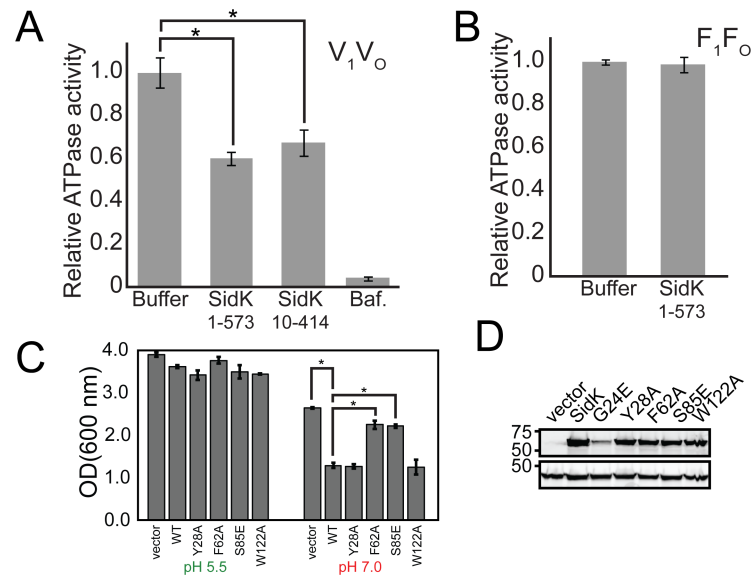 A
Relative ATPase activity
1.0
0.8
0.6
0.4
0.2
0
*
*
V1VO
Buffer
SidK
1-573
SidK
10-414
Baf.
B
Relative ATPase activity
1.0
0.8
0.6
0.4
0.2
0
F1FO
Buffer
SidK
1-573
C
OD(600 nm)
4.0
3.0
2.0
1.0
0.0
*
*
*
vector
WT
Y28A
F62A
S85E
W122A
pH 5.5
vector
WT
Y28A
F62A
S85E
W122A
pH 7.0
D
vector
SidK
G24E
Y28A
F62A
S85E
W122A
75
50
50